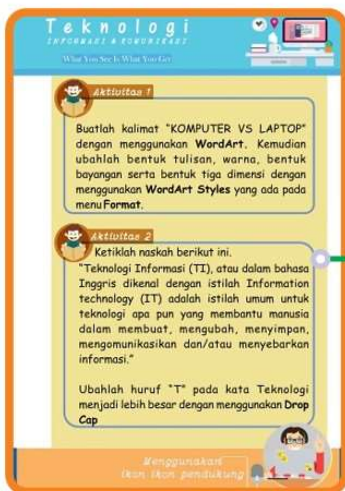 Teknologi
INFORMASI & KOMUNIKASI
What You See Is What You Get
Aktivitas 1
Buatlah kalimat "KOMPUTER VS LAPTOP"
dengan menggunakan WordArt. Kemudian
ubahlah bentuk tulisan, warna, bentuk
bayangan serta bentuk tiga dimensi dengan
menggunakan WordArt Styles yang ada pada
menu Format.
Aktivitas 2
Ketiklah naskah berikut ini.
"Teknologi Informasi (TI), atau dalam bahasa
Inggris dikenal dengan istilah Information
technology (IT) adalah istilah umum untuk
teknologi apa pun yang membantu manusia
dalam membuat, mengubah, menyimpan,
mengomunikasikan dan/atau menyebarkan
informasi."
Ubahlah huruf "T" pada kata Teknologi
menjadi lebih besar dengan menggunakan Drop
Cap
Menggunakan
Ikon Ikon pendukung